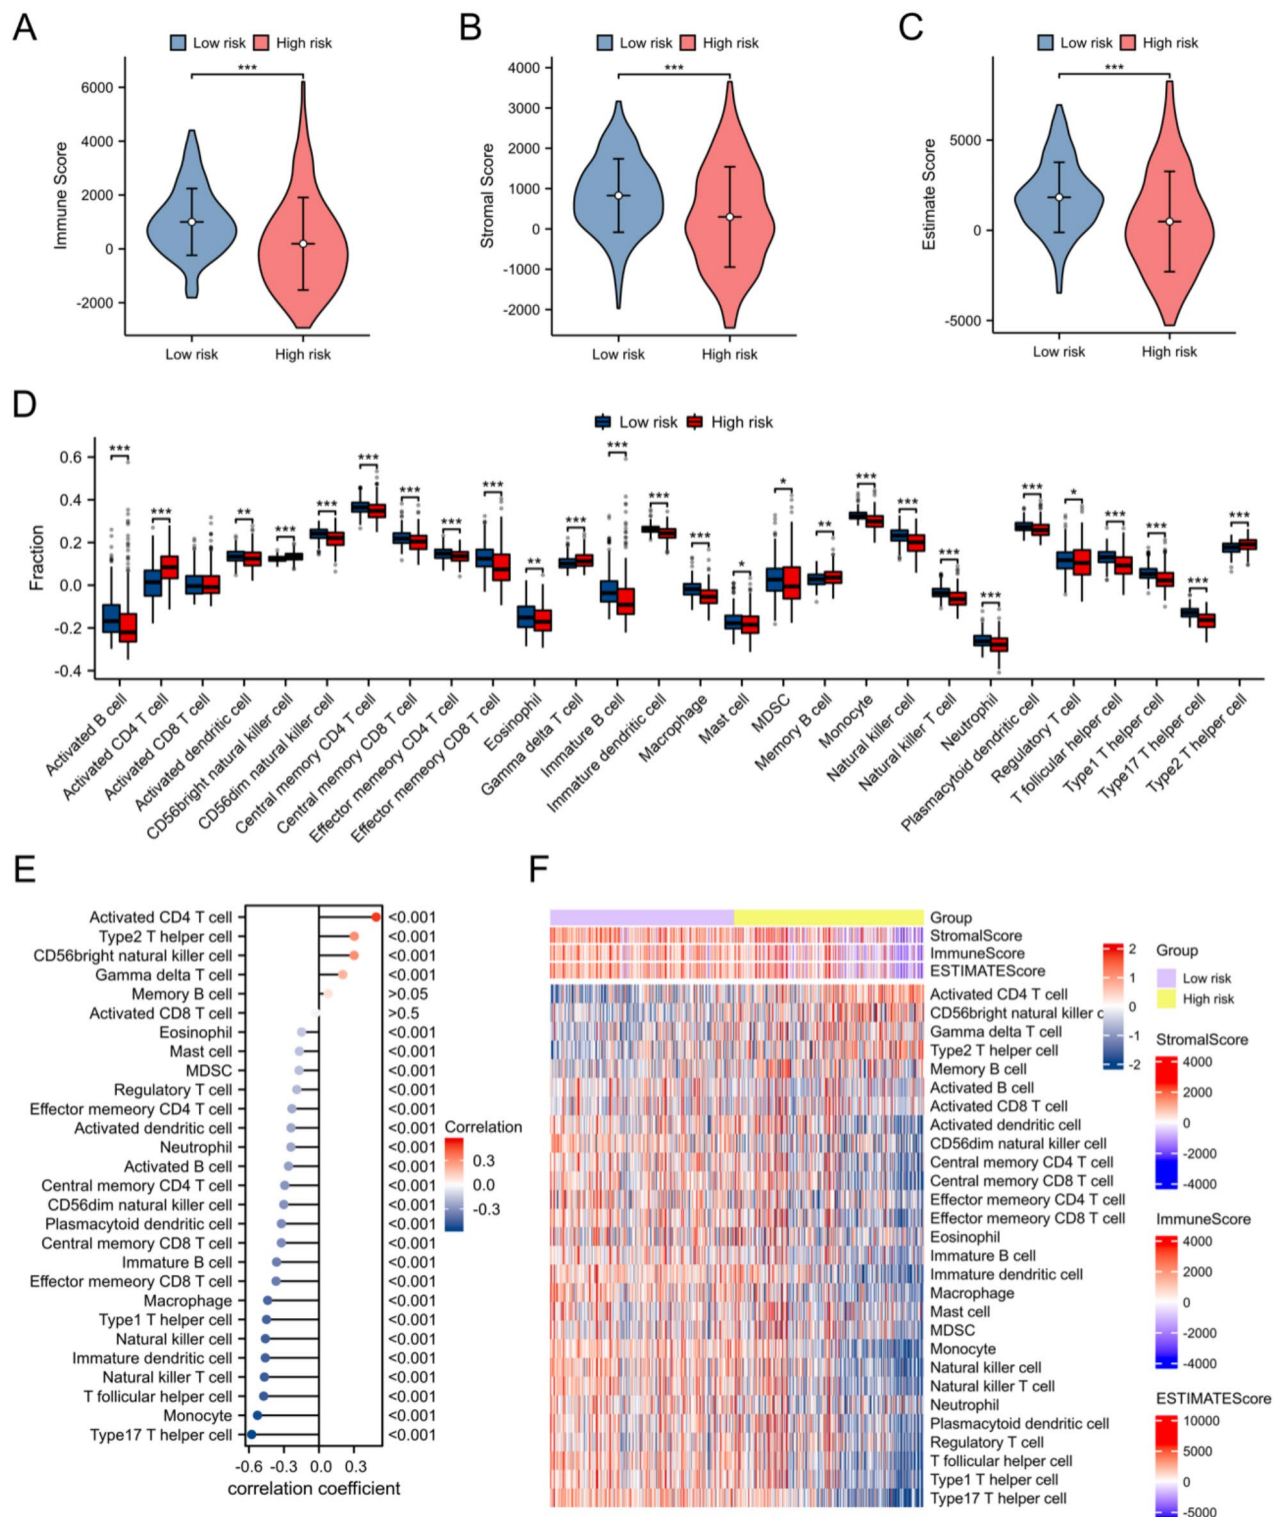 A
Low risk High risk
***
Immune Score
6000
4000
2000
0
-2000
Low risk High risk
B
Low risk High risk
***
Stromal Score
4000
3000
2000
1000
0
-1000
-2000
Low risk High risk
C
Low risk High risk
***
Estimate Score
5000
0
-5000
Low risk High risk
D
Low risk High risk
Fraction
0.6
0.4
0.2
0.0
-0.2
-0.4
*** *** ** *** *** *** *** *** *** ** *** *** *** *** * * ** *** *** *** *** *** * *** *** *** ***
Activated B cell
Activated CD4 T cell
Activated CD8 T cell
Activated dendritic cell
CD56bright natural killer cell
CD56dim natural killer cell
Central memory CD4 T cell
Central memory CD8 T cell
Effector memeory CD4 T cell
Effector memeory CD8 T cell
Eosinophil
Gamma delta T cell
Immature B cell
Immature dendritic cell
Macrophage
Mast cell
MDSC
Memory B cell
Monocyte
Natural killer cell
Natural killer T cell
Neutrophil
Plasmacytoid dendritic cell
Regulatory T cell
T follicular helper cell
Type1 T helper cell
Type17 T helper cell
Type2 T helper cell
E
Activated CD4 T cell <0.001
Type2 T helper cell <0.001
CD56bright natural killer cell <0.001
Gamma delta T cell <0.001
Memory B cell >0.05
Activated CD8 T cell >0.5
Eosinophil <0.001
Mast cell <0.001
MDSC <0.001
Regulatory T cell <0.001
Effector memeory CD4 T cell <0.001
Activated dendritic cell <0.001
Neutrophil <0.001
Activated B cell <0.001
Central memory CD4 T cell <0.001
CD56dim natural killer cell <0.001
Plasmacytoid dendritic cell <0.001
Central memory CD8 T cell <0.001
Immature B cell <0.001
Effector memeory CD8 T cell <0.001
Macrophage <0.001
Type1 T helper cell <0.001
Natural killer cell <0.001
Immature dendritic cell <0.001
Natural killer T cell <0.001
T follicular helper cell <0.001
Monocyte <0.001
Type17 T helper cell <0.001
-0.6 -0.3 0.0 0.3
correlation coefficient
Correlation
0.3
0.0
-0.3
F
Group
StromalScore
ImmuneScore
ESTIMATEScore
Activated CD4 T cell
CD56bright natural killer c
Gamma delta T cell
Type2 T helper cell
Memory B cell
Activated B cell
Activated CD8 T cell
Activated dendritic cell
CD56dim natural killer cell
Central memory CD4 T cell
Central memory CD8 T cell
Effector memeory CD4 T cell
Effector memeory CD8 T cell
Eosinophil
Immature B cell
Immature dendritic cell
Macrophage
Mast cell
MDSC
Monocyte
Natural killer cell
Natural killer T cell
Neutrophil
Plasmacytoid dendritic cell
Regulatory T cell
T follicular helper cell
Type1 T helper cell
Type17 T helper cell
2
1
0
-1
-2
Group
Low risk
High risk
StromalScore
4000
2000
0
-2000
-4000
ImmuneScore
4000
2000
0
-2000
-4000
ESTIMATEScore
10000
5000
0
-5000